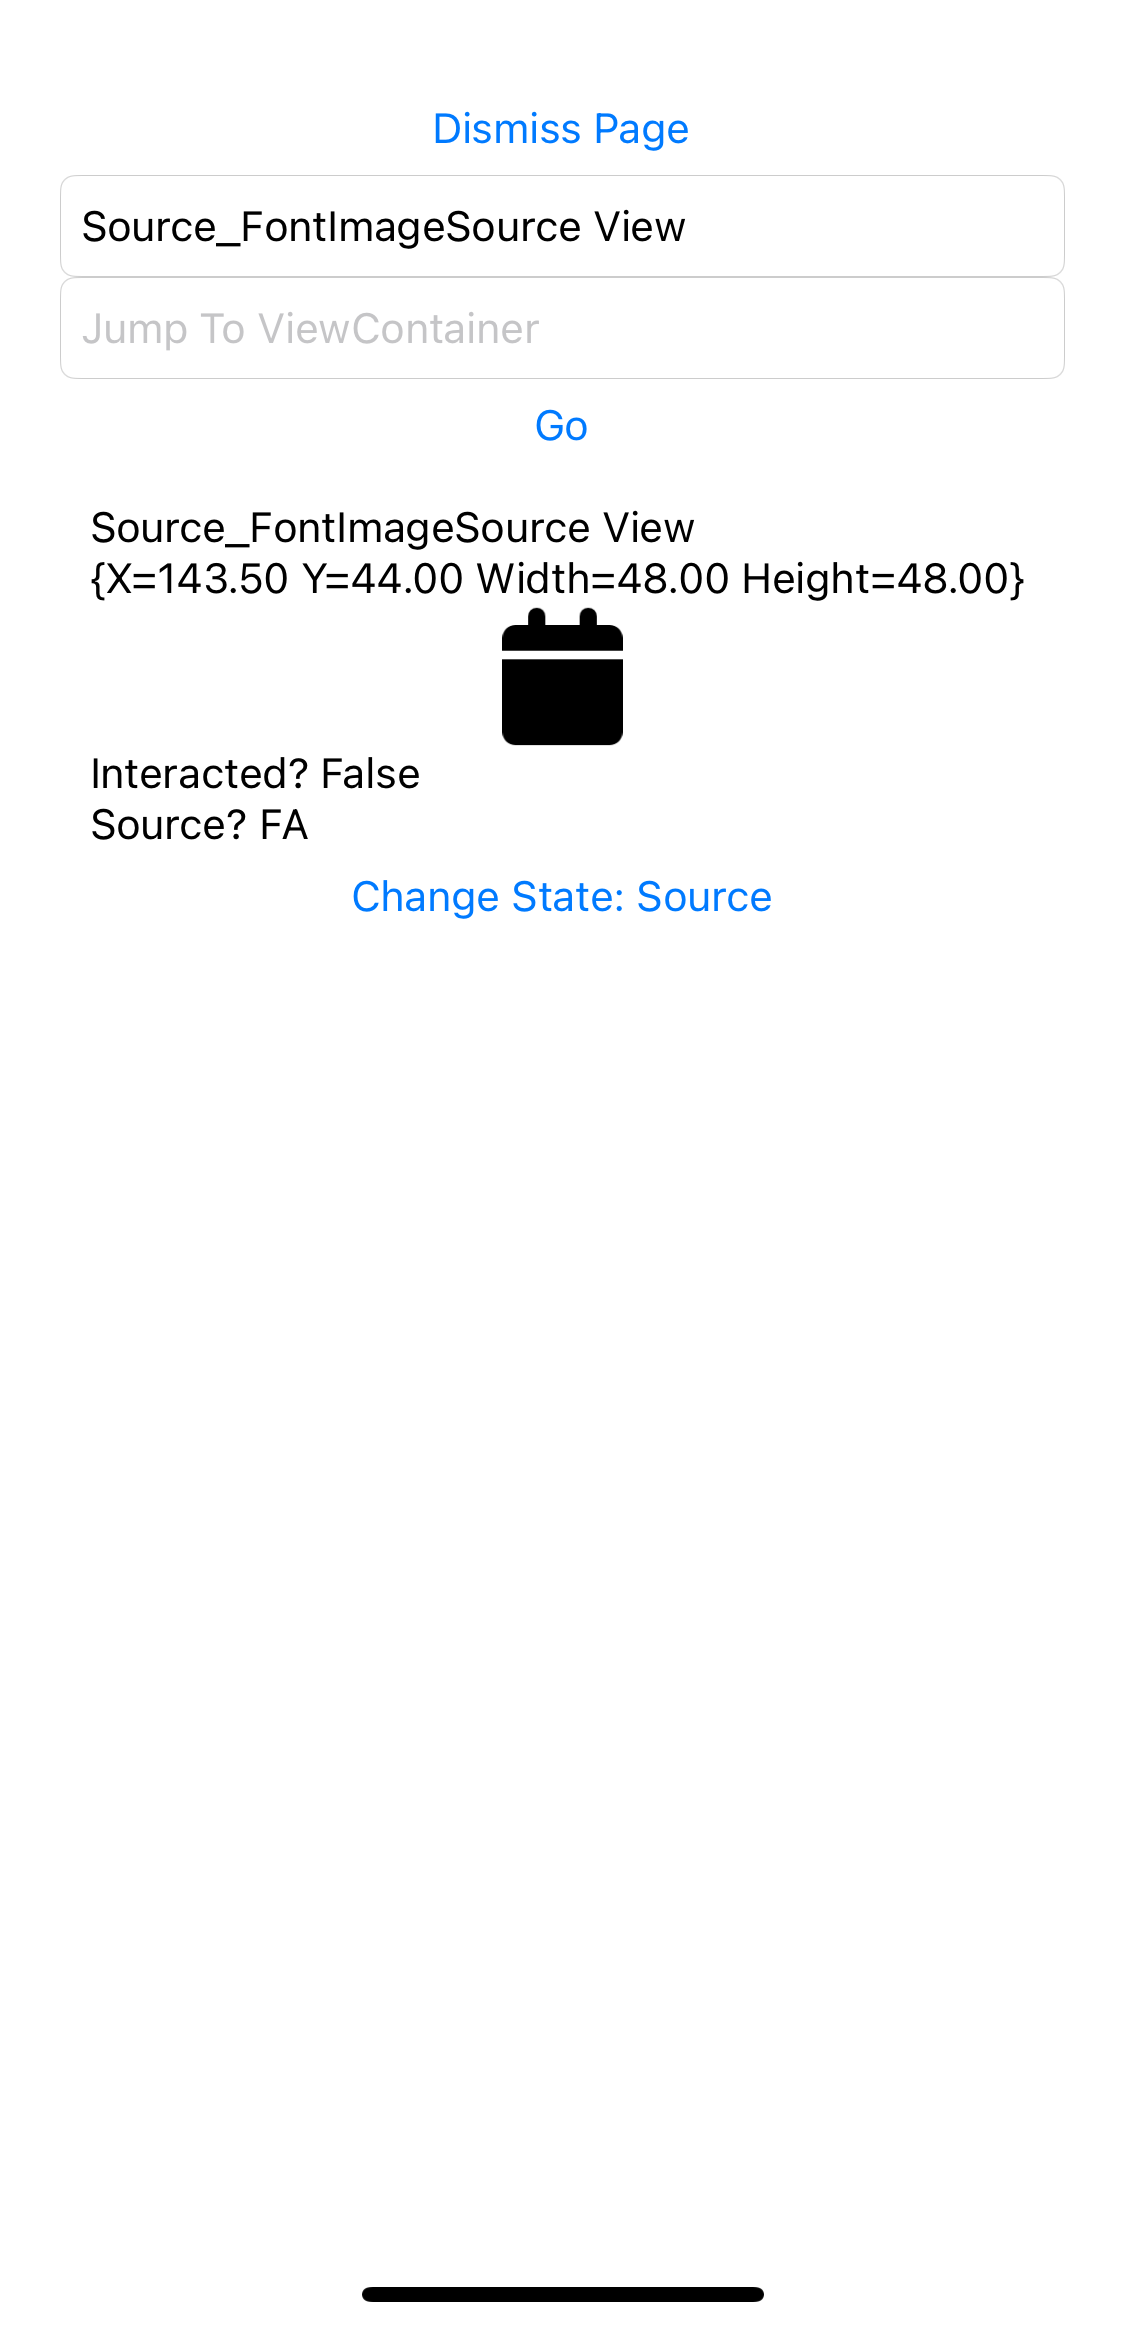 Dismiss Page
Source_FontImageSource View
Jump To ViewContainer
Go
Source_FontImageSource View
{X=143.50 Y=44.00 Width=48.00 Height=48.00}
Interacted? False
Source? FA
Change State: Source